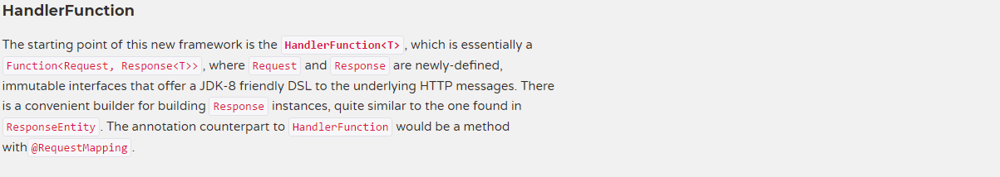 HandlerFunction
The starting point of this new framework is the HandlerFunction<T>, which is essentially a
Function<Request, Response<T>>, where Request and Response are newly-defined,
immutable interfaces that offer a JDK-8 friendly DSL to the underlying HTTP messages. There
is a convenient builder for building Response instances, quite similar to the one found in
ResponseEntity. The annotation counterpart to HandlerFunction would be a method
with @RequestMapping.